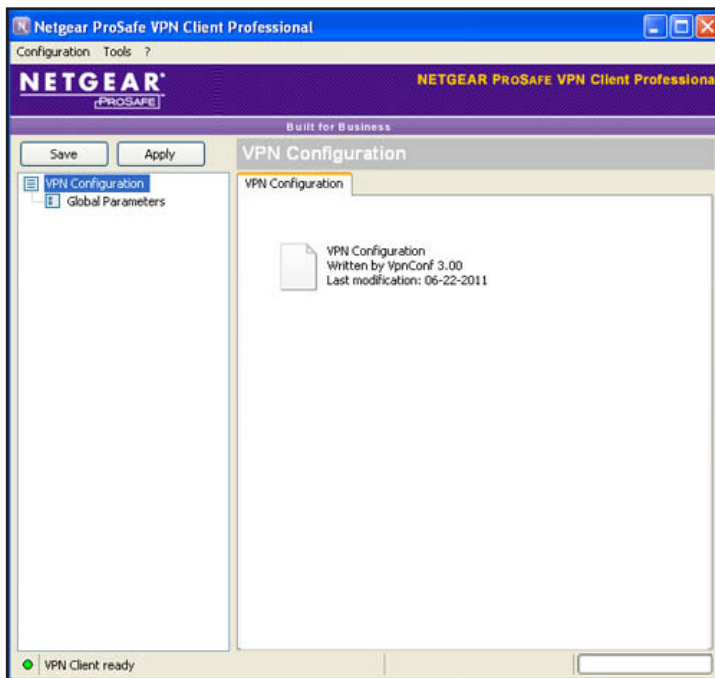 Netgear ProSafe VPN Client Professional
Configuration Tools ?
NETGEAR®
PROSAFE
NETGEAR PROSAFE VPN Client Professiona
Built for Business
Save Apply
VPN Configuration
VPN Configuration
Global Parameters
VPN Configuration
VPN Configuration
Written by VpnConf 3.00
Last modification: 06-22-2011
VPN Client ready